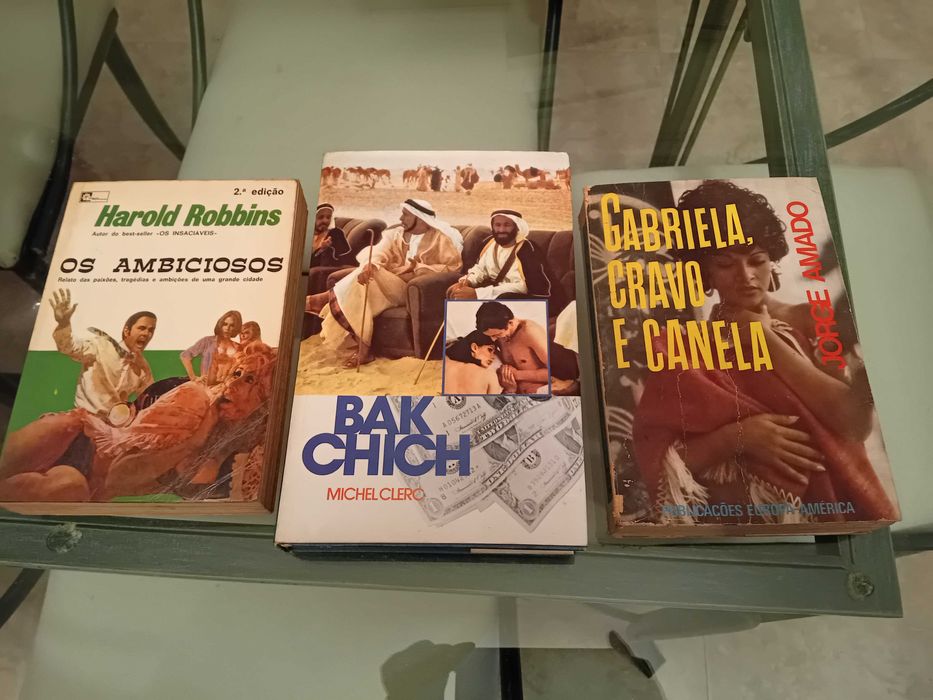 2.ª edição
Harold Robbins
Autor do best-seller «OS INSACIÁVEIS»
OS AMBICIOSOS
Relato das paixões, tragédias e ambições de uma grande cidade
BAK
CHICH
MICHEL CLERC
GABRIELA,
CRAVO
E CANELA
JORGE AMADO
PUBLICAÇÕES EUROPA-AMÉRICA